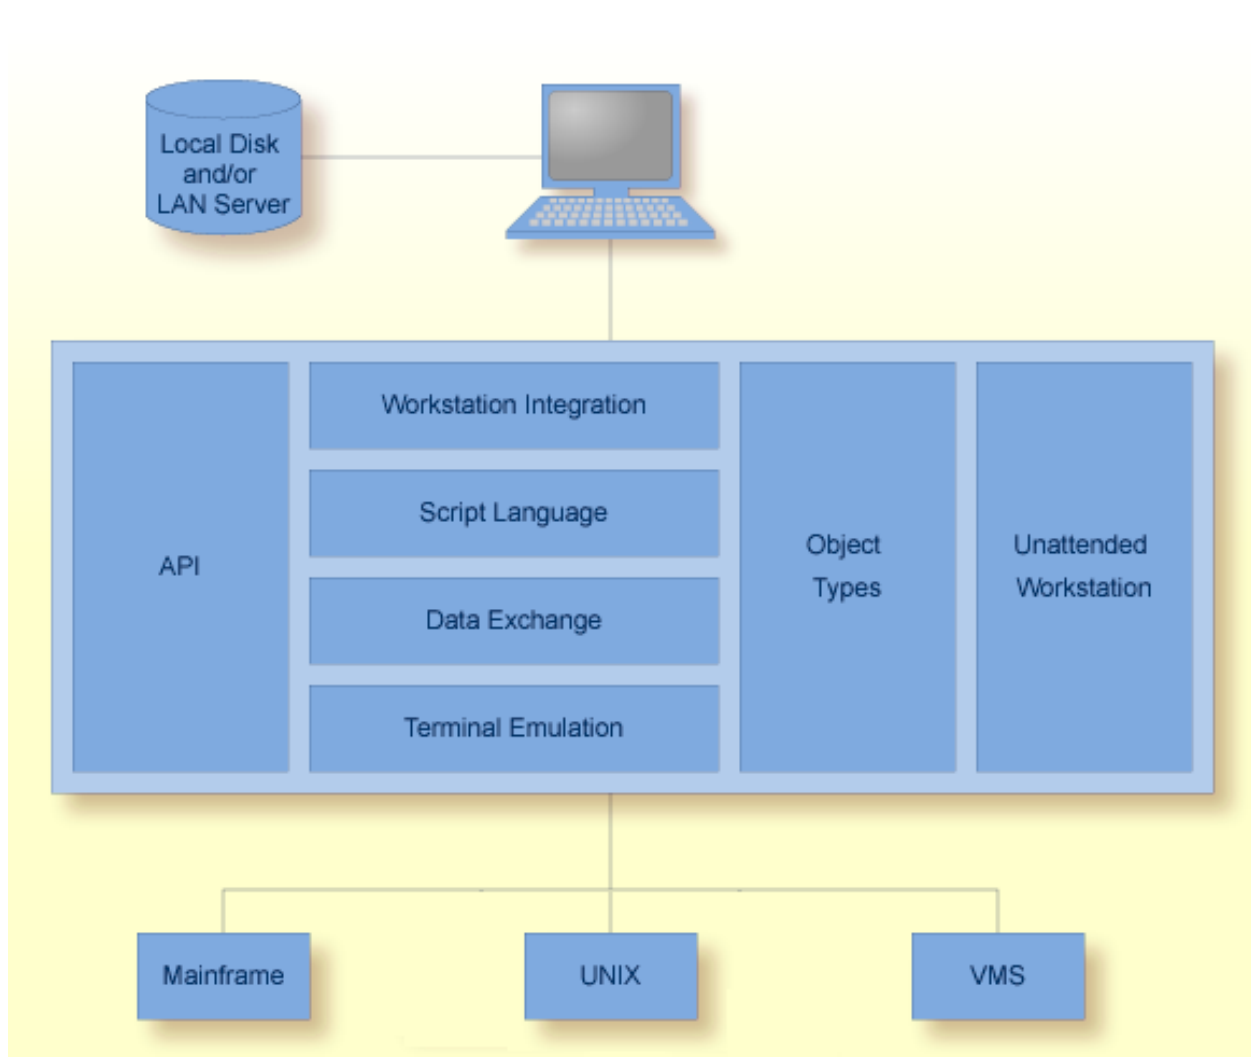 Local Disk
and/or
LAN Server
API
Workstation Integration
Script Language
Data Exchange
Terminal Emulation
Object
Types
Unattended
Workstation
Mainframe
UNIX
VMS